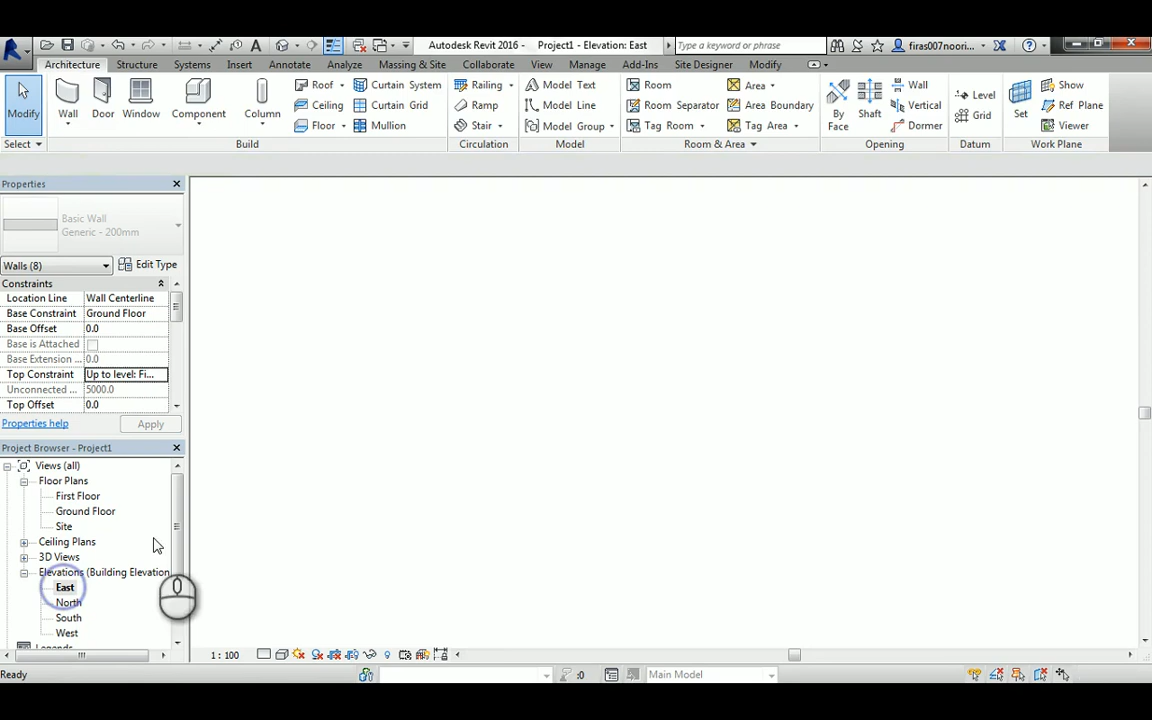 Autodesk Revit 2016 - Project1 - Elevation: East
Type a keyword or phrase
firas007noori...
Architecture Structure Systems Insert Annotate Analyze Massing & Site Collaborate View Manage Add-Ins Site Designer Modify
Modify
Wall
Door
Window
Component
Column
Roof
Ceiling
Floor
Curtain System
Curtain Grid
Mullion
Railing
Ramp
Stair
Model Text
Model Line
Model Group
Room
Room Separator
Tag Room
Area
Area Boundary
Tag Area
By Face
Shaft
Wall
Vertical
Dormer
Level
Grid
Set
Show
Ref Plane
Viewer
Select Build Circulation Model Room & Area Opening Datum Work Plane
Properties
Basic Wall
Generic - 200mm
Walls (8) Edit Type
Constraints
Location Line Wall Centerline
Base Constraint Ground Floor
Base Offset 0.0
Base is Attached
Base Extension ... 0.0
Top Constraint Up to level: Fi...
Unconnected ... 5000.0
Top Offset 0.0
Properties help Apply
Project Browser - Project1
Views (all)
Floor Plans
First Floor
Ground Floor
Site
Ceiling Plans
3D Views
Elevations (Building Elevation
East
North
South
West
1 : 100
Ready
:0
Main Model